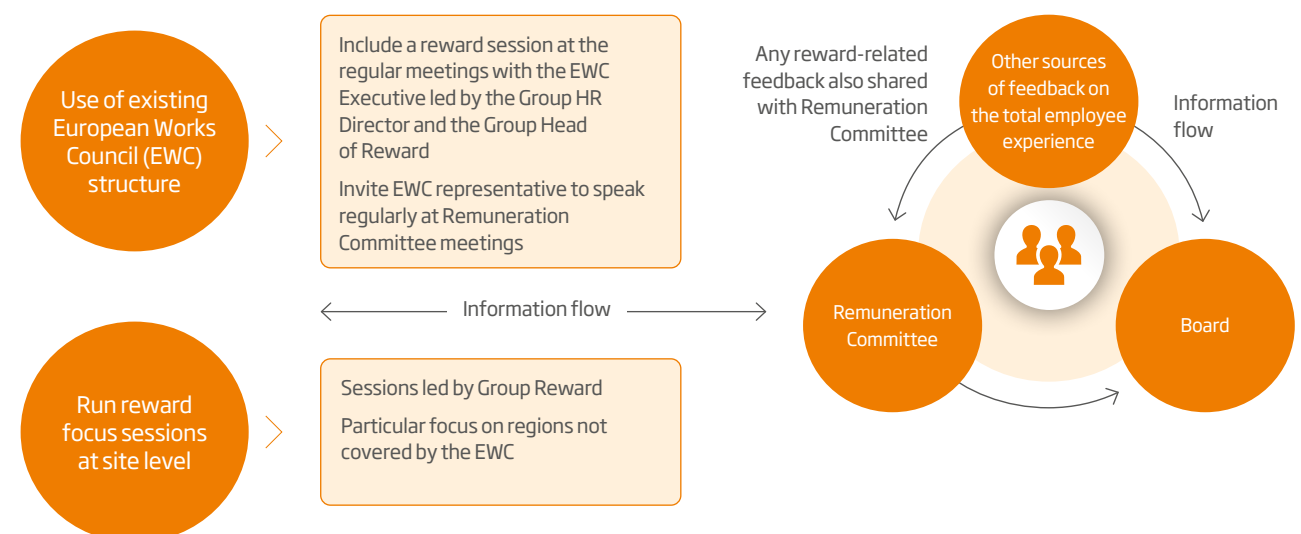 Use of existing
European Works
Council (EWC)
structure
Include a reward session at the
regular meetings with the EWC
Executive led by the Group HR
Director and the Group Head
of Reward
Invite EWC representative to speak
regularly at Remuneration
Committee meetings
Information flow
Run reward
focus sessions
at site level
Sessions led by Group Reward
Particular focus on regions not
covered by the EWC
Any reward-related
feedback also shared
with Remuneration
Committee
Other sources
of feedback on
the total employee
experience
Information
flow
Remuneration
Committee
Board